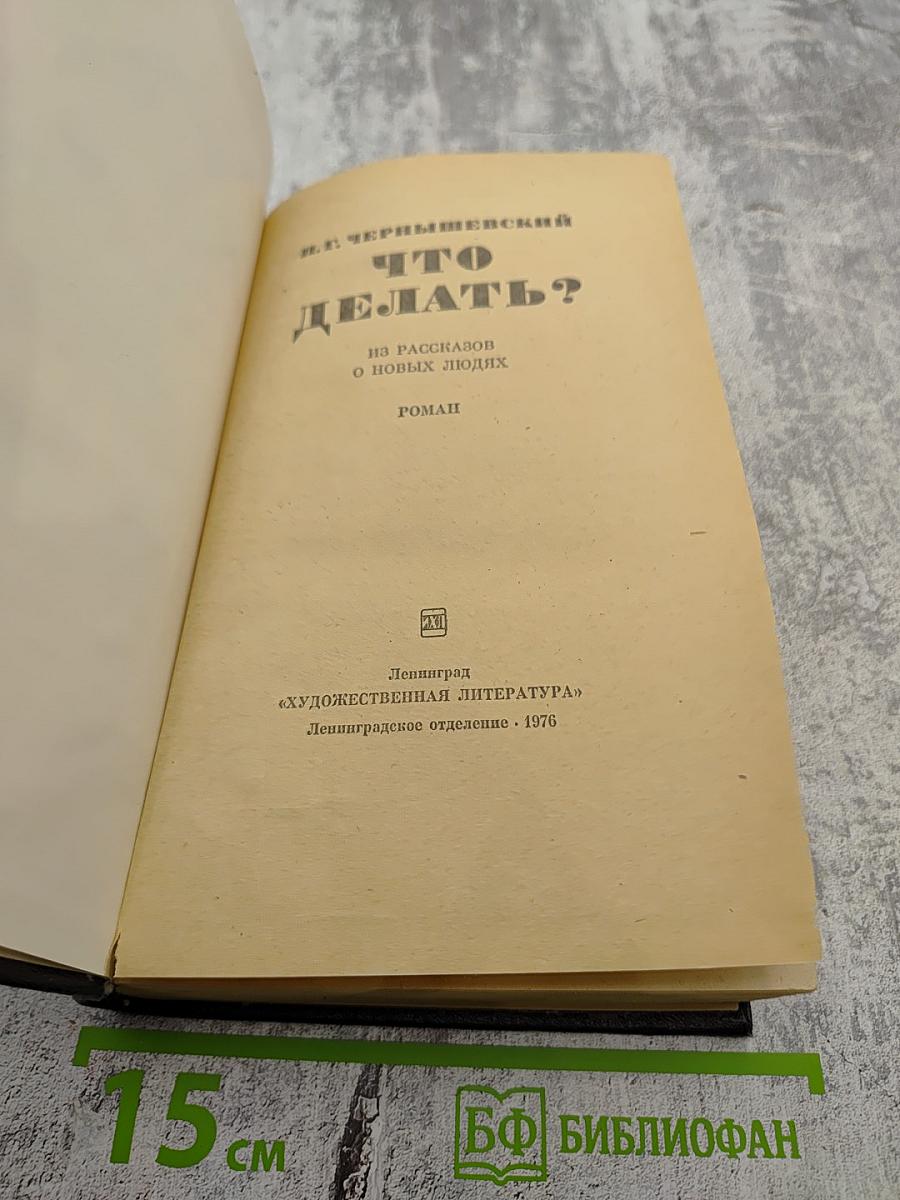 Н. Г. ЧЕРНЫШЕВСКИЙ
ЧТО
ДЕЛАТЬ?
ИЗ РАССКАЗОВ
О НОВЫХ ЛЮДЯХ
РОМАН
Ленинград
«ХУДОЖЕСТВЕННАЯ ЛИТЕРАТУРА»
Ленинградское отделение · 1976
15 см
БФ БИБЛИОФАН